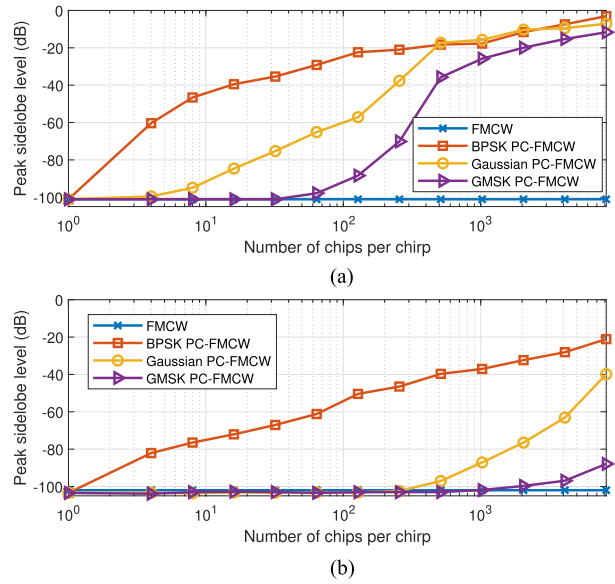 0
-20
-40
-60
-80
-100
Peak sidelobe level (dB)
FMCW
BPSK PC-FMCW
Gaussian PC-FMCW
GMSK PC-FMCW
10^0
10^1
10^2
10^3
Number of chips per chirp
(a)
0
-20
-40
-60
-80
-100
Peak sidelobe level (dB)
FMCW
BPSK PC-FMCW
Gaussian PC-FMCW
GMSK PC-FMCW
10^0
10^1
10^2
10^3
Number of chips per chirp
(b)